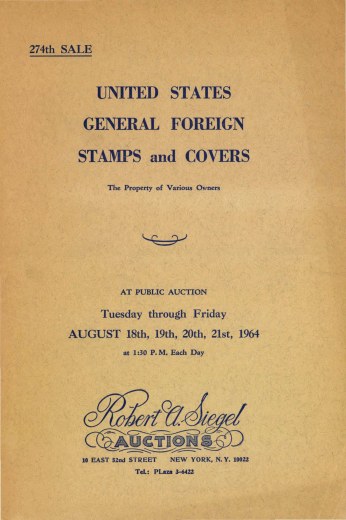 274th SALE
UNITED STATES
GENERAL FOREIGN
STAMPS and COVERS
The Property of Various Owners
AT PUBLIC AUCTION
Tuesday through Friday
AUGUST 18th, 19th, 20th, 21st, 1964
at 1:30 P. M. Each Day
Robert A. Siegel
AUCTIONS
10 EAST 52nd STREET NEW YORK, N. Y. 10022
Tel.: PLaza 3-6422